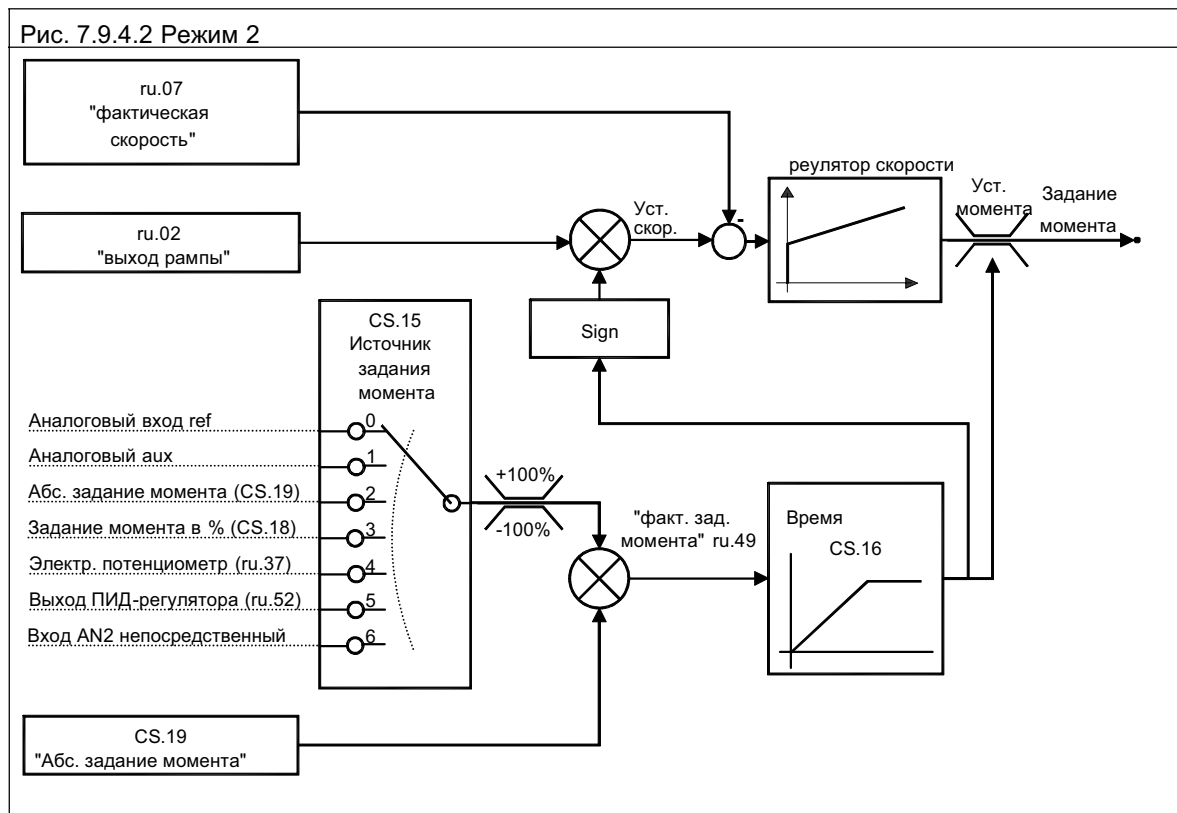 Рис. 7.9.4.2 Режим 2
ru.07
"фактическая
скорость"
ru.02
"выход рампы"
Уст.
скор.
-
реулятор скорости
Уст.
момента
Задание
момента
Sign
CS.15
Источник
задания
момента
Аналоговый вход ref
0
Аналоговый aux
1
Абс. задание момента (CS.19)
2
Задание момента в % (CS.18)
3
Электр. потенциометр (ru.37)
4
Выход ПИД-регулятора (ru.52)
5
Вход AN2 непосредственный
6
+100%
-100%
"факт. зад.
момента" ru.49
Время
CS.16
CS.19
"Абс. задание момента"